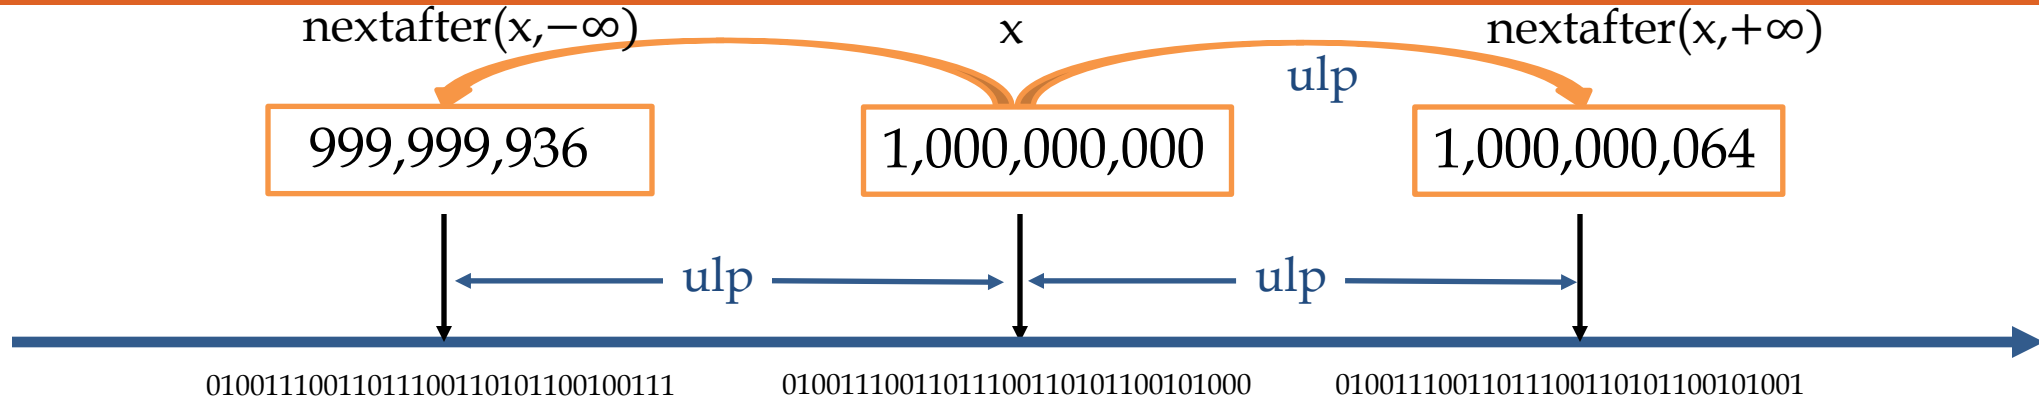 nextafter(x,−∞) x nextafter(x,+∞)
ulp
999,999,936 1,000,000,000 1,000,000,064
ulp ulp
01001110011011100110101100100111 01001110011011100110101100101000 01001110011011100110101100101001